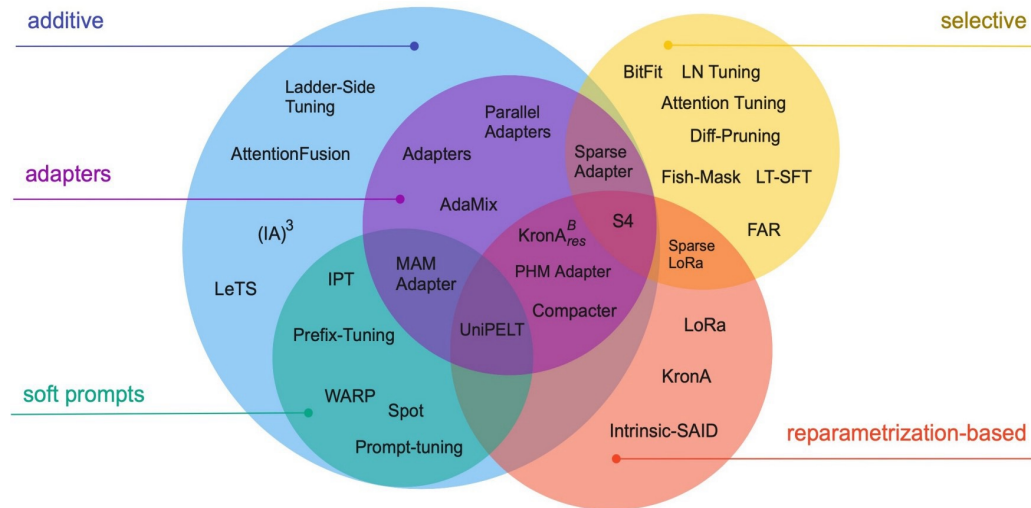 additive
selective
BitFit
LN Tuning
Ladder-Side
Tuning
Attention Tuning
Parallel
Adapters
Diff-Pruning
AttentionFusion
Adapters
Sparse
Adapter
adapters
Fish-Mask
LT-SFT
AdaMix
(IA)³
KronA^B_res
S4
FAR
Sparse
LoRa
IPT
MAM
Adapter
PHM Adapter
LeTS
Compacter
Prefix-Tuning
UniPELT
LoRa
KronA
soft prompts
WARP
Spot
Prompt-tuning
Intrinsic-SAID
reparametrization-based